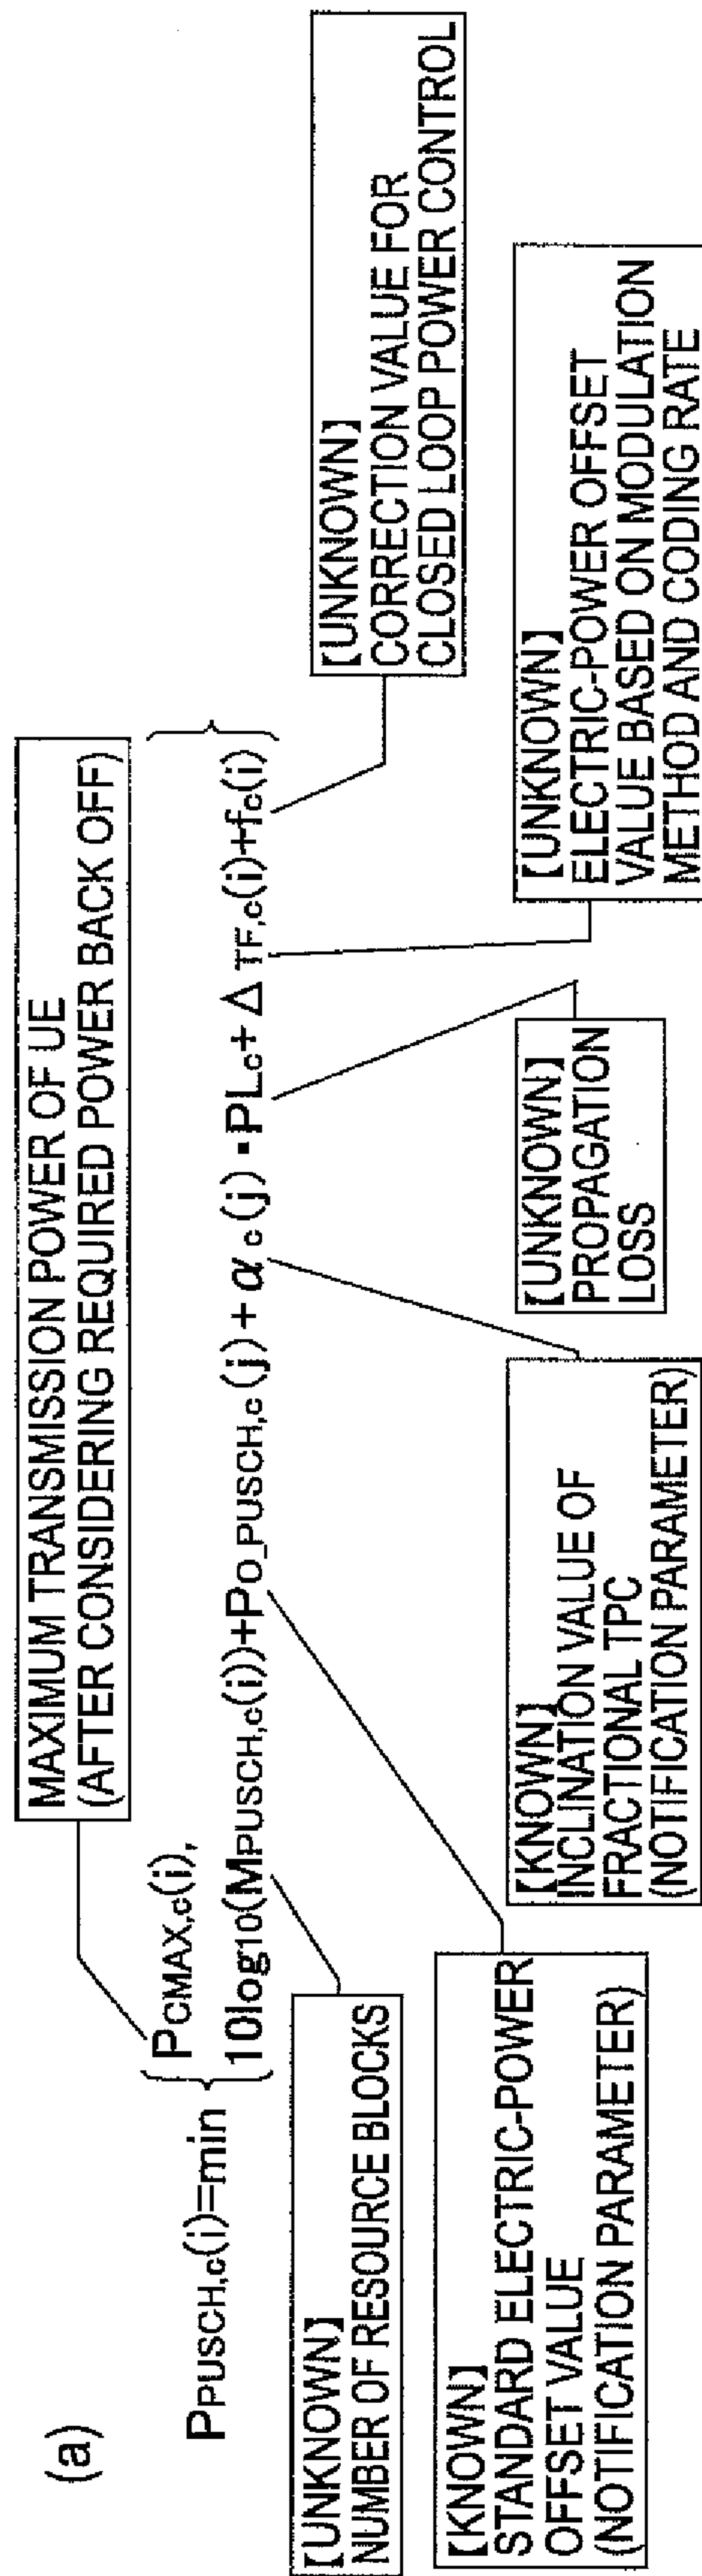 (a)
MAXIMUM TRANSMISSION POWER OF UE
(AFTER CONSIDERING REQUIRED POWER BACK OFF)
PPUSCH,c(i)=min
{ PCMAX,c(i),
10log10(MPUSCH,c(i))+PO_PUSCH,c(j)+αc(j)・PLc+ΔTF,c(i)+fc(i) }
【UNKNOWN】
NUMBER OF RESOURCE BLOCKS
【KNOWN】
STANDARD ELECTRIC-POWER
OFFSET VALUE
(NOTIFICATION PARAMETER)
【KNOWN】
INCLINATION VALUE OF
FRACTIONAL TPC
(NOTIFICATION PARAMETER)
【UNKNOWN】
PROPAGATION
LOSS
【UNKNOWN】
ELECTRIC-POWER OFFSET
VALUE BASED ON MODULATION
METHOD AND CODING RATE
【UNKNOWN】
CORRECTION VALUE FOR
CLOSED LOOP POWER CONTROL